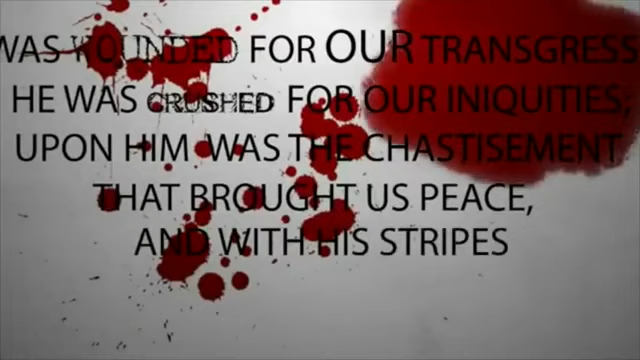 WAS WOUNDED FOR OUR TRANSGRESS
HE WAS CRUSHED FOR OUR INIQUITIES;
UPON HIM WAS THE CHASTISEMENT
THAT BROUGHT US PEACE,
AND WITH HIS STRIPES